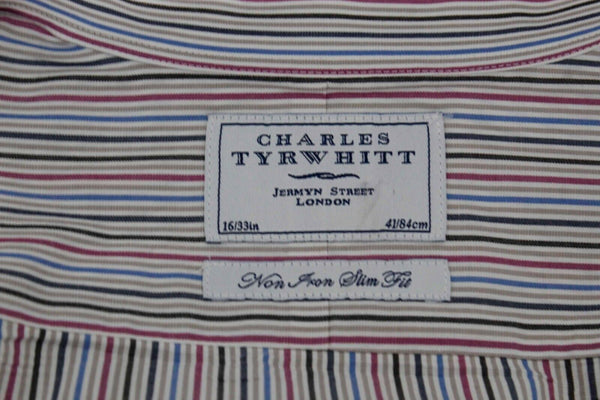 CHARLES
TYRWHITT
JERMYN STREET
LONDON
16/33in 41/84cm
Non Iron Slim Fit